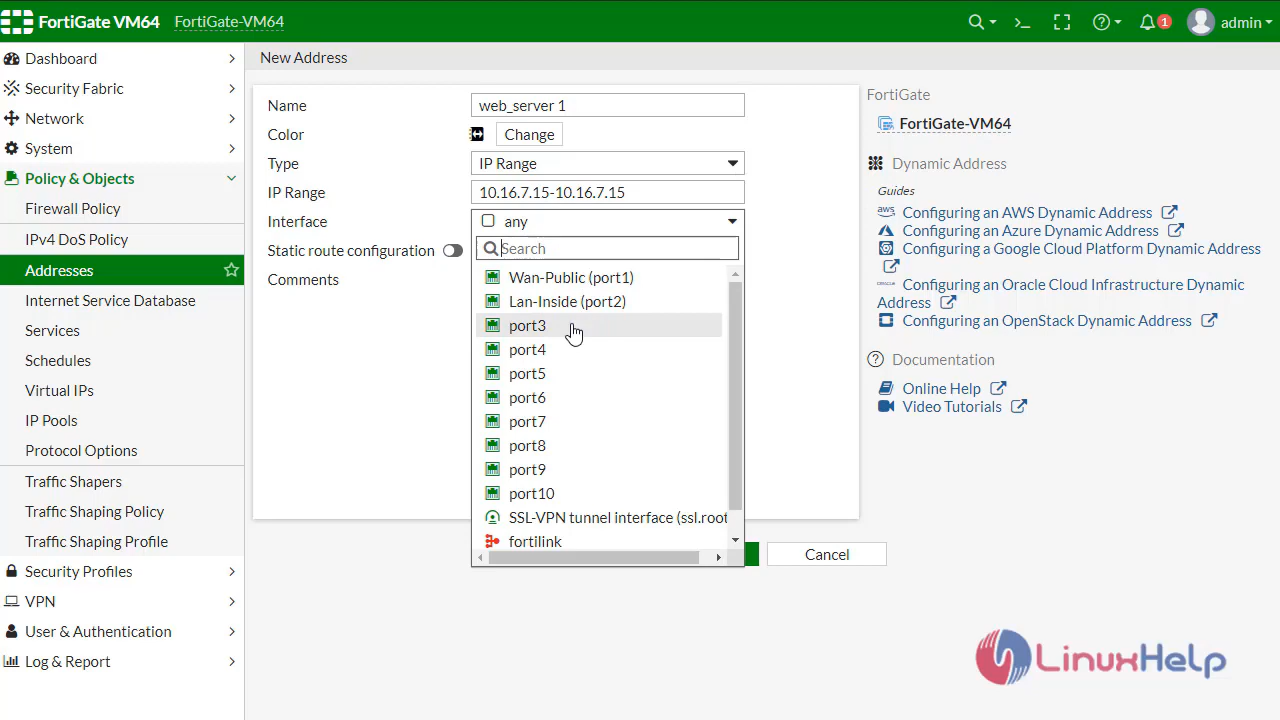 FortiGate VM64
FortiGate-VM64
1
admin
Dashboard
Security Fabric
Network
System
Policy & Objects
Firewall Policy
IPv4 DoS Policy
Addresses
Internet Service Database
Services
Schedules
Virtual IPs
IP Pools
Protocol Options
Traffic Shapers
Traffic Shaping Policy
Traffic Shaping Profile
Security Profiles
VPN
User & Authentication
Log & Report
New Address
Name
web_server 1
Color
Change
Type
IP Range
IP Range
10.16.7.15-10.16.7.15
Interface
any
Static route configuration
Comments
Search
Wan-Public (port1)
Lan-Inside (port2)
port3
port4
port5
port6
port7
port8
port9
port10
SSL-VPN tunnel interface (ssl.root
fortilink
Cancel
FortiGate
FortiGate-VM64
Dynamic Address
Guides
aws
Configuring an AWS Dynamic Address
Configuring an Azure Dynamic Address
Configuring a Google Cloud Platform Dynamic Address
Configuring an Oracle Cloud Infrastructure Dynamic
Address
Configuring an OpenStack Dynamic Address
Documentation
Online Help
Video Tutorials
LinuxHelp